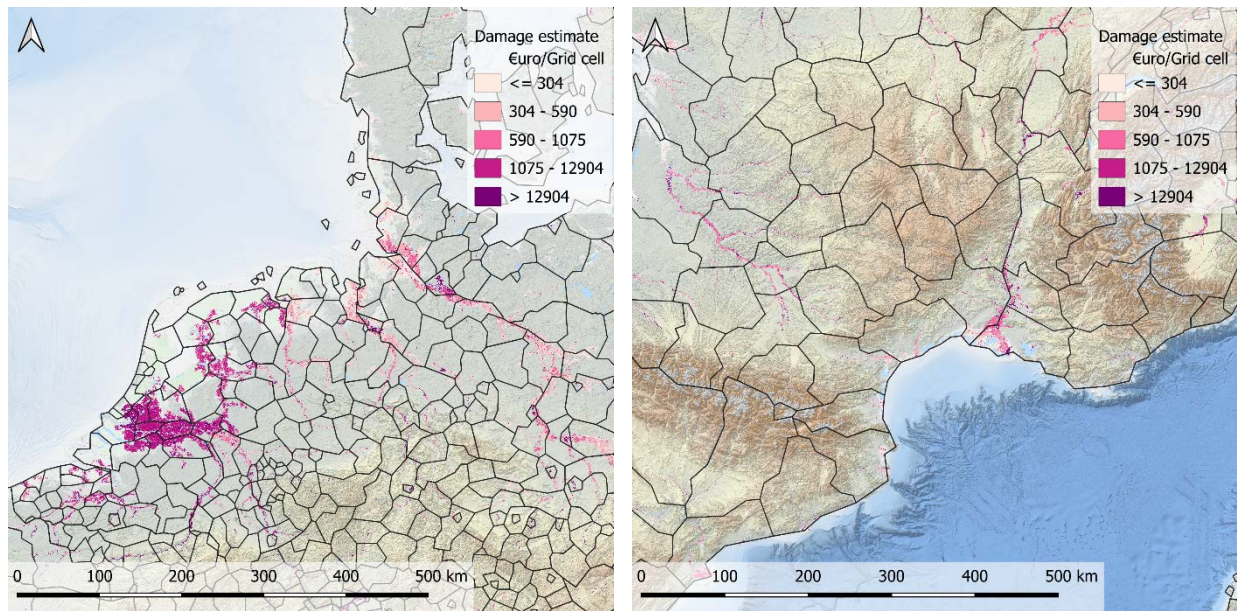 Damage estimate
€uro/Grid cell
<= 304
304 - 590
590 - 1075
1075 - 12904
> 12904
0 100 200 300 400 500 km
Damage estimate
€uro/Grid cell
<= 304
304 - 590
590 - 1075
1075 - 12904
> 12904
0 100 200 300 400 500 km